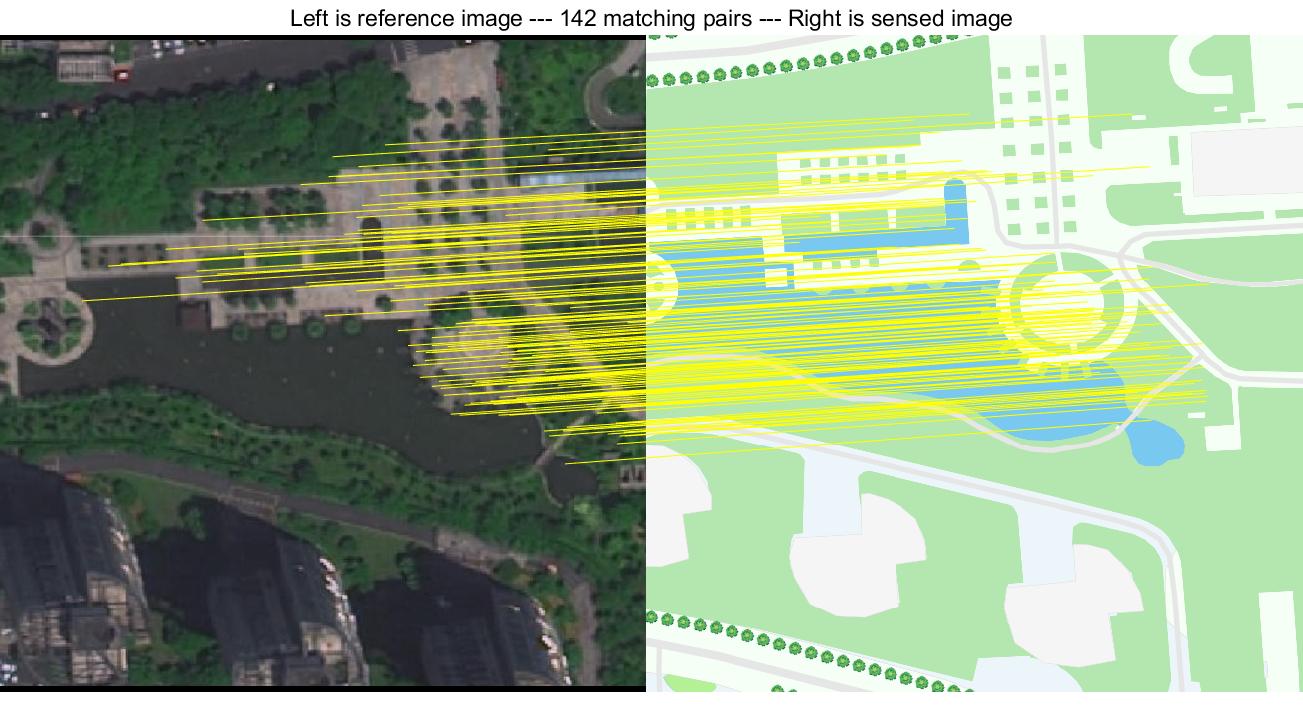 Left is reference image --- 142 matching pairs --- Right is sensed image